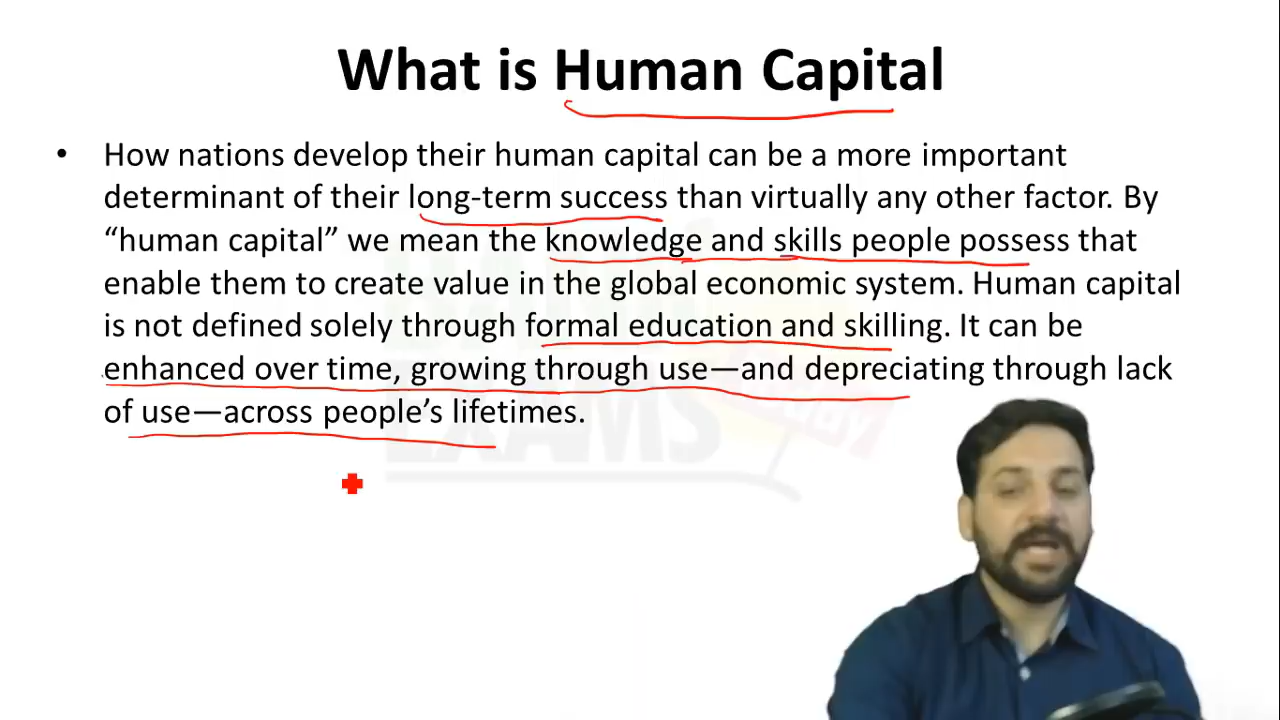 What is Human Capital
• How nations develop their human capital can be a more important
determinant of their long-term success than virtually any other factor. By
“human capital” we mean the knowledge and skills people possess that
enable them to create value in the global economic system. Human capital
is not defined solely through formal education and skilling. It can be
enhanced over time, growing through use—and depreciating through lack
of use—across people’s lifetimes.
EXAMS